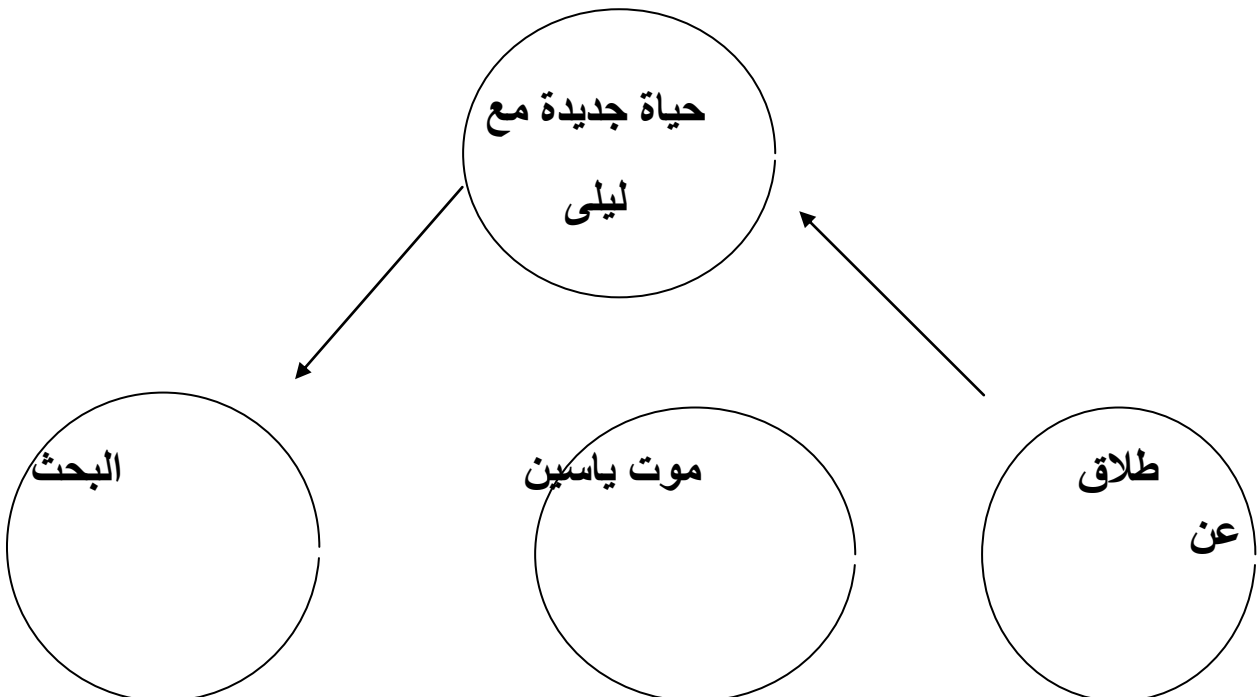 حياة جديدة مع
ليلى
طلاق موت ياسين البحث
عن